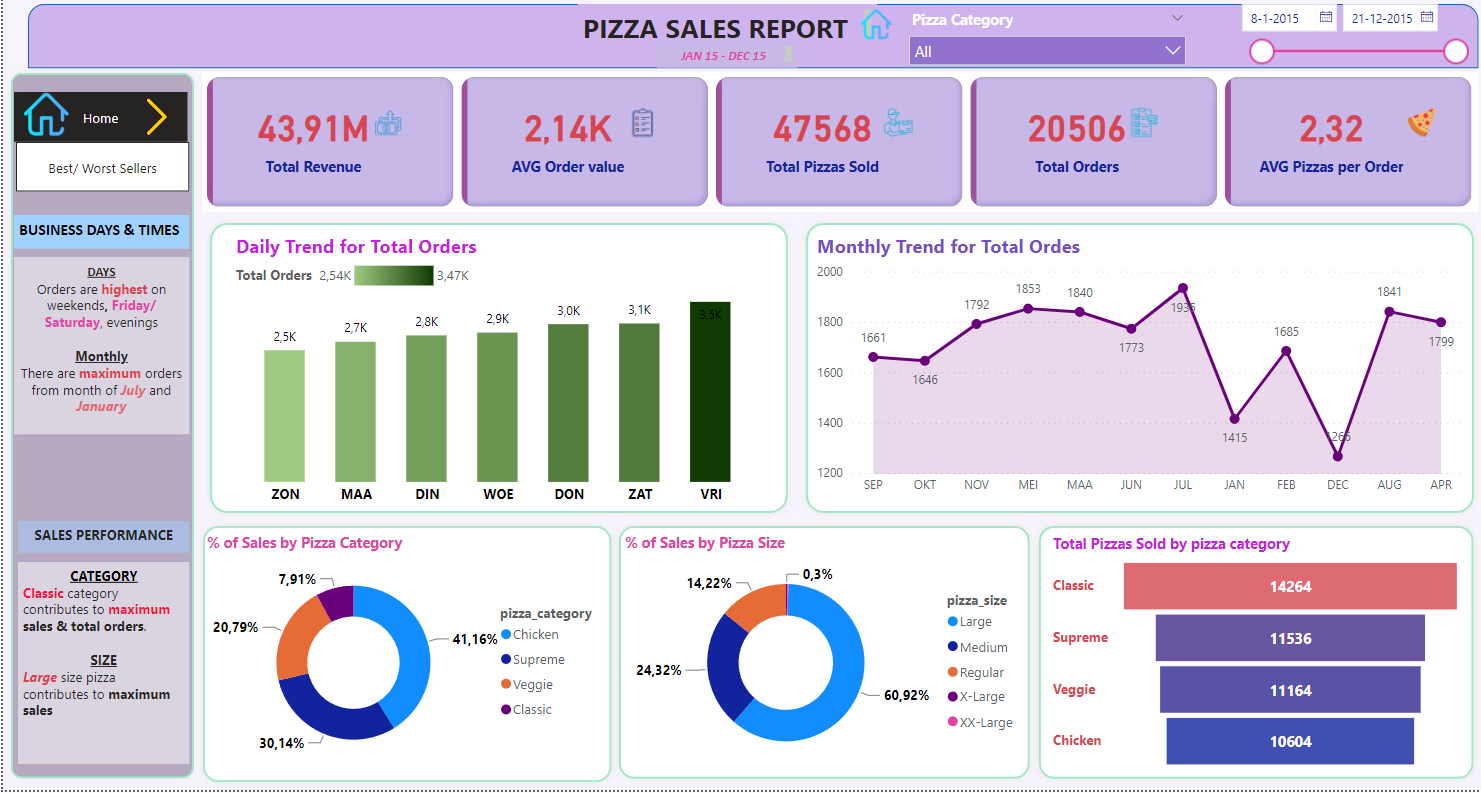 PIZZA SALES REPORT
JAN 15 - DEC 15
Pizza Category
All
8-1-2015
21-12-2015
Home
Best/ Worst Sellers
BUSINESS DAYS & TIMES
DAYS
Orders are highest on
weekends, Friday/
Saturday, evenings
Monthly
There are maximum orders
from month of July and
January
SALES PERFORMANCE
CATEGORY
Classic category
contributes to maximum
sales & total orders.
SIZE
Large size pizza
contributes to maximum
sales
43,91M
Total Revenue
2,14K
AVG Order value
47568
Total Pizzas Sold
20506
Total Orders
2,32
AVG Pizzas per Order
Daily Trend for Total Orders
Total Orders 2,54K 3,47K
2,5K
2,7K
2,8K
2,9K
3,0K
3,1K
3,5K
ZON MAA DIN WOE DON ZAT VRI
Monthly Trend for Total Ordes
2000
1800
1600
1400
1200
1661
1646
1792
1853
1840
1773
1935
1415
1685
1266
1841
1799
SEP OKT NOV MEI MAA JUN JUL JAN FEB DEC AUG APR
% of Sales by Pizza Category
7,91%
20,79%
41,16%
30,14%
pizza_category
Chicken
Supreme
Veggie
Classic
% of Sales by Pizza Size
0,3%
14,22%
24,32%
60,92%
pizza_size
Large
Medium
Regular
X-Large
XX-Large
Total Pizzas Sold by pizza category
Classic 14264
Supreme 11536
Veggie 11164
Chicken 10604